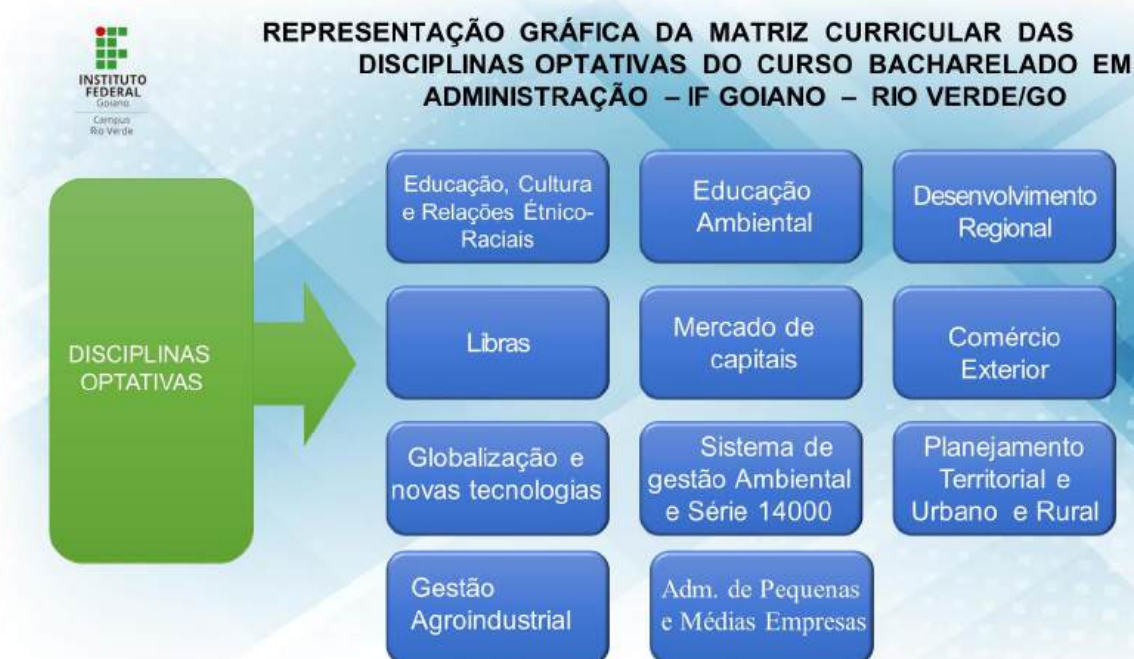 INSTITUTO
FEDERAL
Goiano
Campus
Rio Verde
REPRESENTAÇÃO GRÁFICA DA MATRIZ CURRICULAR DAS
DISCIPLINAS OPTATIVAS DO CURSO BACHARELADO EM
ADMINISTRAÇÃO – IF GOIANO – RIO VERDE/GO
DISCIPLINAS
OPTATIVAS
Educação, Cultura
e Relações Étnico-
Raciais
Educação
Ambiental
Desenvolvimento
Regional
Libras
Mercado de
capitais
Comércio
Exterior
Globalização e
novas tecnologias
Sistema de
gestão Ambiental
e Série 14000
Planejamento
Territorial e
Urbano e Rural
Gestão
Agroindustrial
Adm. de Pequenas
e Médias Empresas